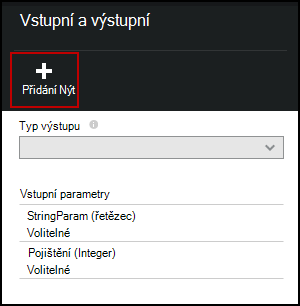 Vstupní a výstupní
Přidání Nýt
Typ výstupu
Vstupní parametry
StringParam (řetězec)
Volitelné
Pojištění (Integer)
Volitelné